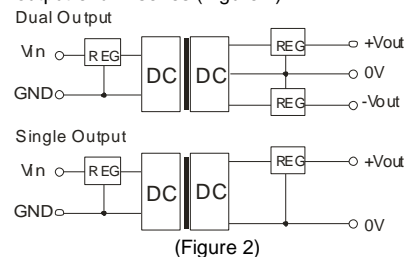 Dual Output
Vin REG REG +Vout
DC DC 0V
GND REG -Vout
Single Output
Vin REG REG +Vout
DC DC
GND 0V
(Figure 2)